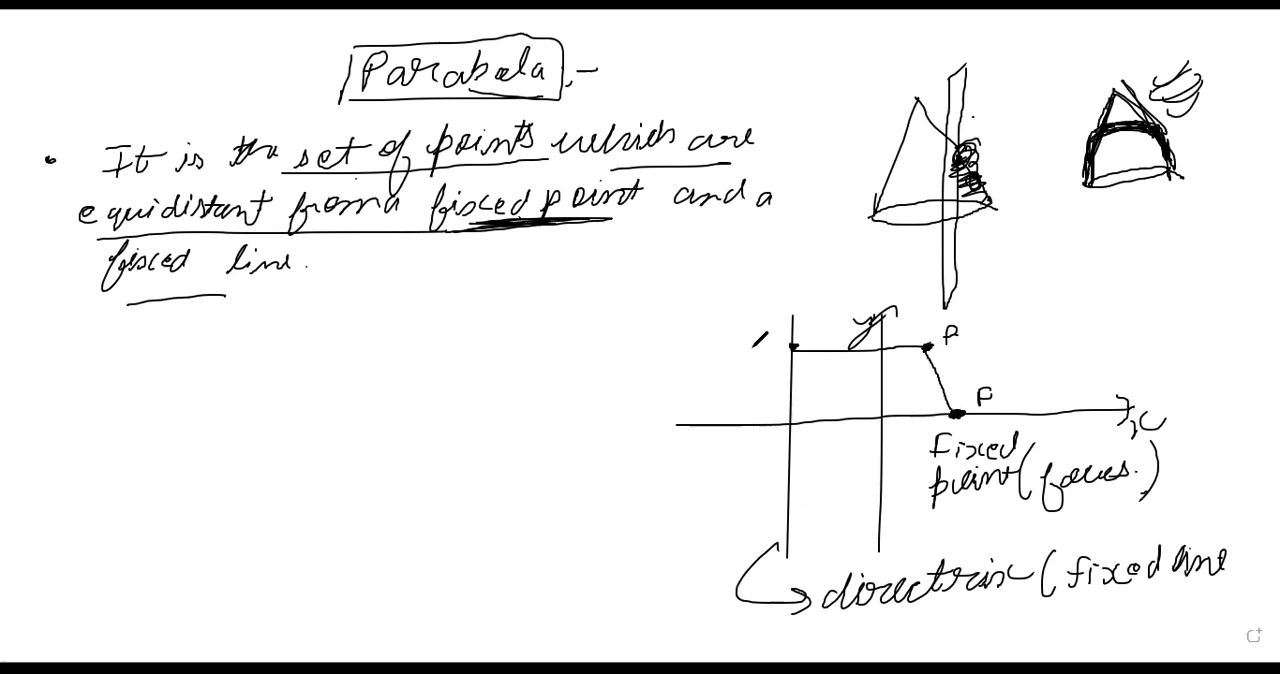 Parabola :-
• It is the set of points which are
equidistant from a fixed point and a
fixed line.
y
P
F
x
Fixed
point (focus.)
directrix (fixed line